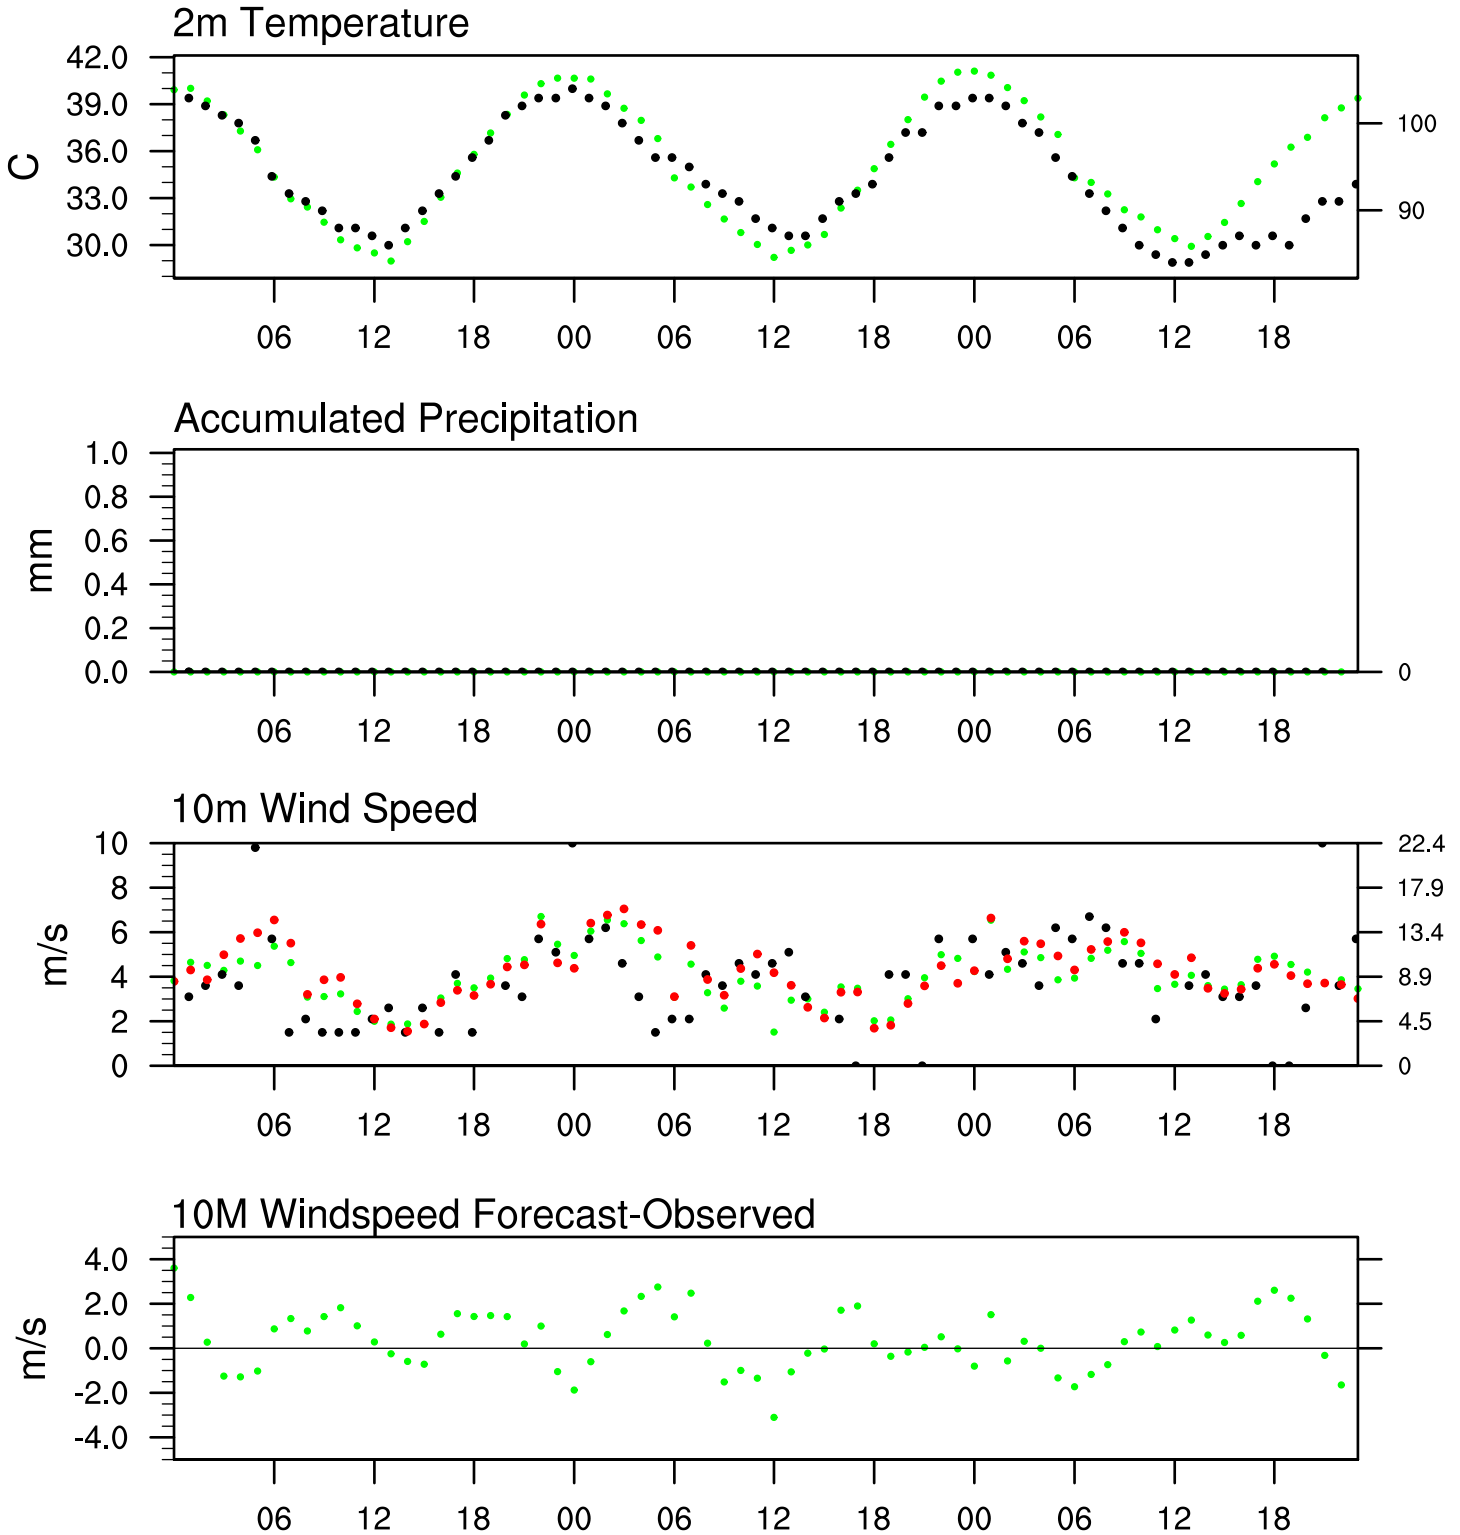 2m Temperature
42.0
39.0
36.0
33.0
30.0
C
100
90
06 12 18 00 06 12 18 00 06 12 18
Accumulated Precipitation
1.0
0.8
0.6
0.4
0.2
0.0
mm
0
06 12 18 00 06 12 18 00 06 12 18
10m Wind Speed
10
8
6
4
2
0
m/s
22.4
17.9
13.4
8.9
4.5
0
06 12 18 00 06 12 18 00 06 12 18
10M Windspeed Forecast-Observed
4.0
2.0
0.0
-2.0
-4.0
m/s
06 12 18 00 06 12 18 00 06 12 18